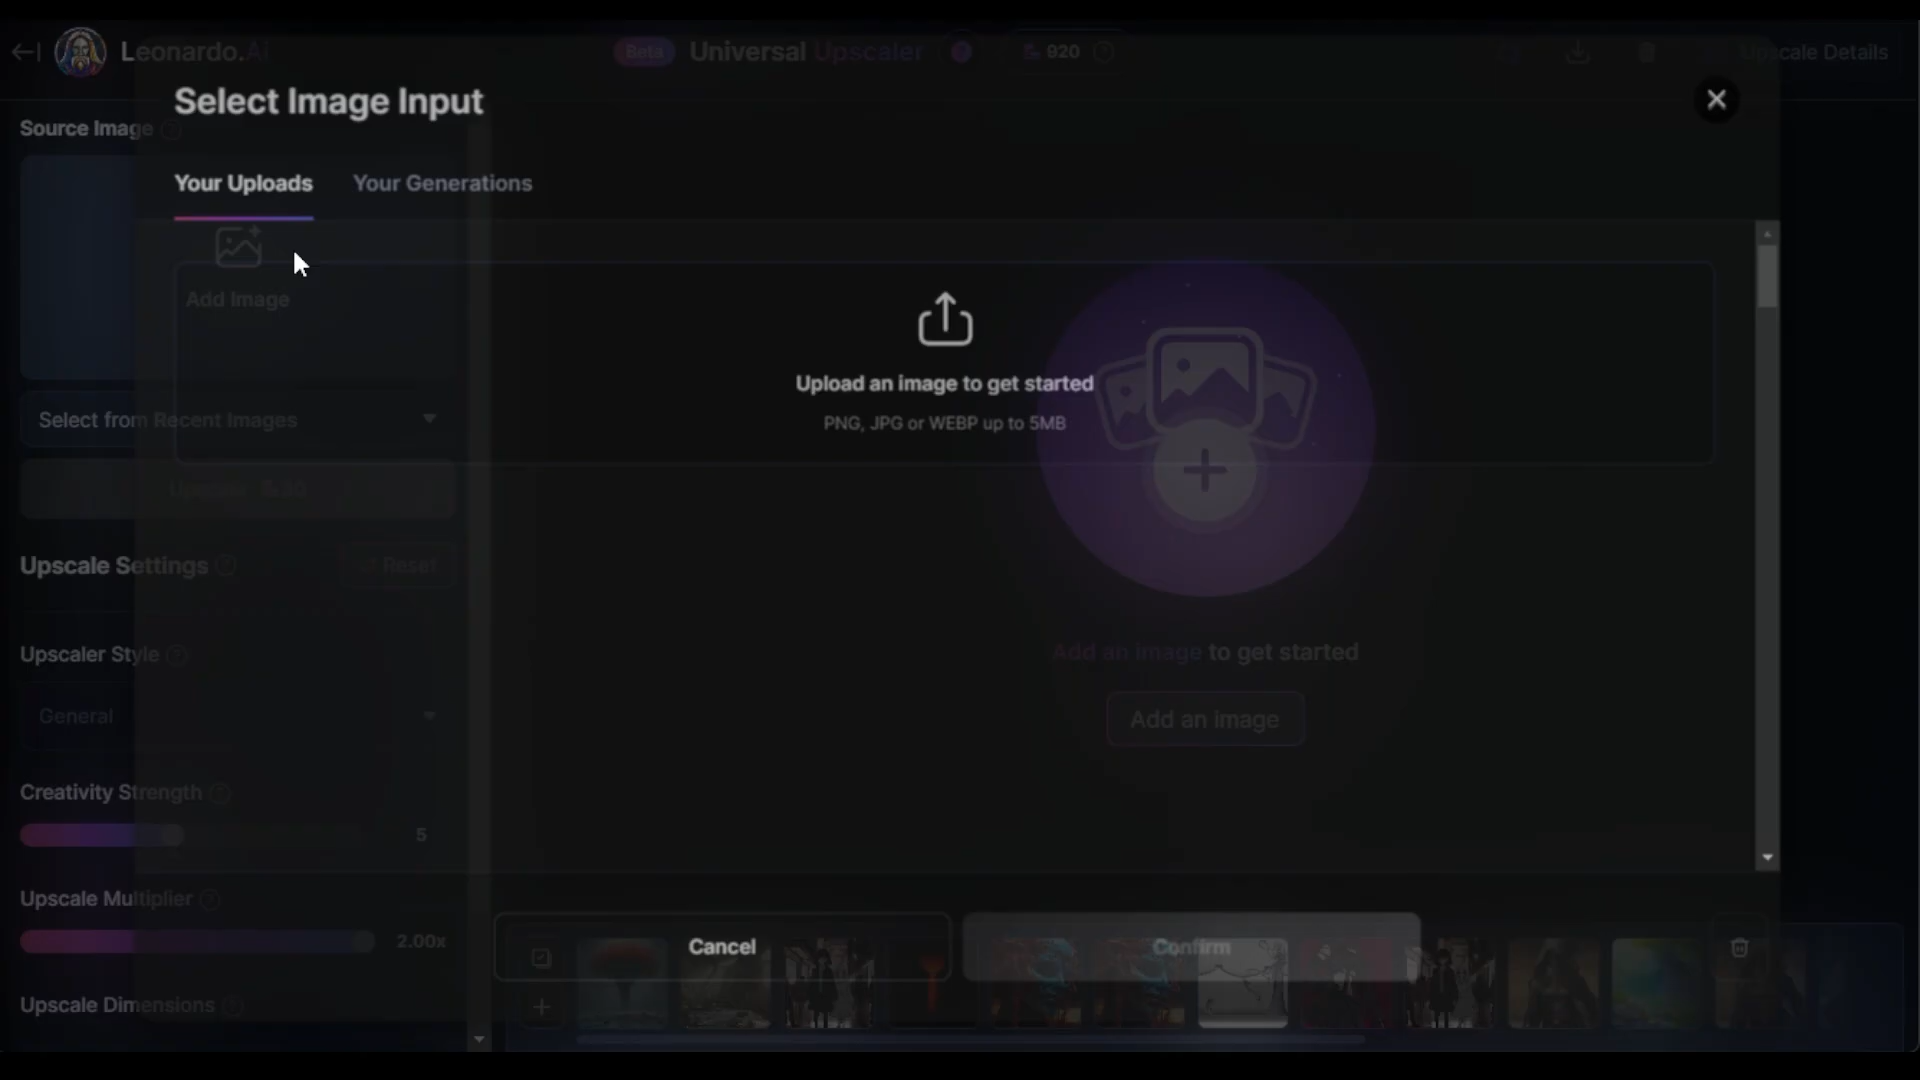 Leonardo.Ai
Beta Universal Upscaler
920
Upscale Details
Select Image Input
Source Image
Your Uploads
Your Generations
Add Image
Upload an image to get started
PNG, JPG or WEBP up to 5MB
Select from Recent Images
Upscale 30
Upscale Settings
Reset
Add an image to get started
Upscaler Style
General
Add an image
Creativity Strength
5
Upscale Multiplier
2.00x
Cancel
Confirm
Upscale Dimensions